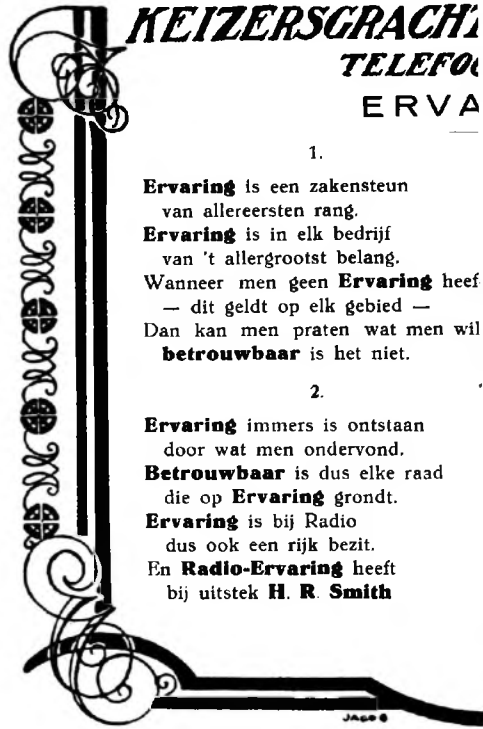 KEIZERSGRACHT
TELEFO
ERVA
1.
Ervaring is een zakensteun
van allereersten rang.
Ervaring is in elk bedrijf
van 't allergrootst belang.
Wanneer men geen Ervaring heef
— dit geldt op elk gebied —
Dan kan men praten wat men wil
betrouwbaar is het niet.
2.
Ervaring immers is ontstaan
door wat men ondervond.
Betrouwbaar is dus elke raad
die op Ervaring grondt.
Ervaring is bij Radio
dus ook een rijk bezit.
En Radio-Ervaring heeft
bij uitstek H. R. Smith